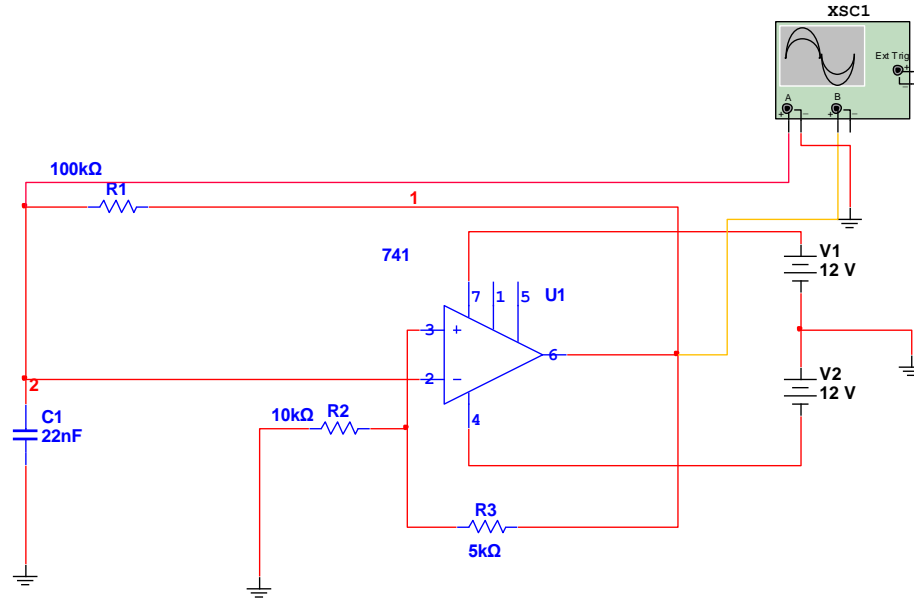 XSC1
Ext Trig
+
−
A
B
+
−
+
−
100kΩ
R1
1
741
V1
12 V
7
1
5
U1
3
+
6
2
−
2
V2
12 V
C1
22nF
10kΩ
R2
4
R3
5kΩ